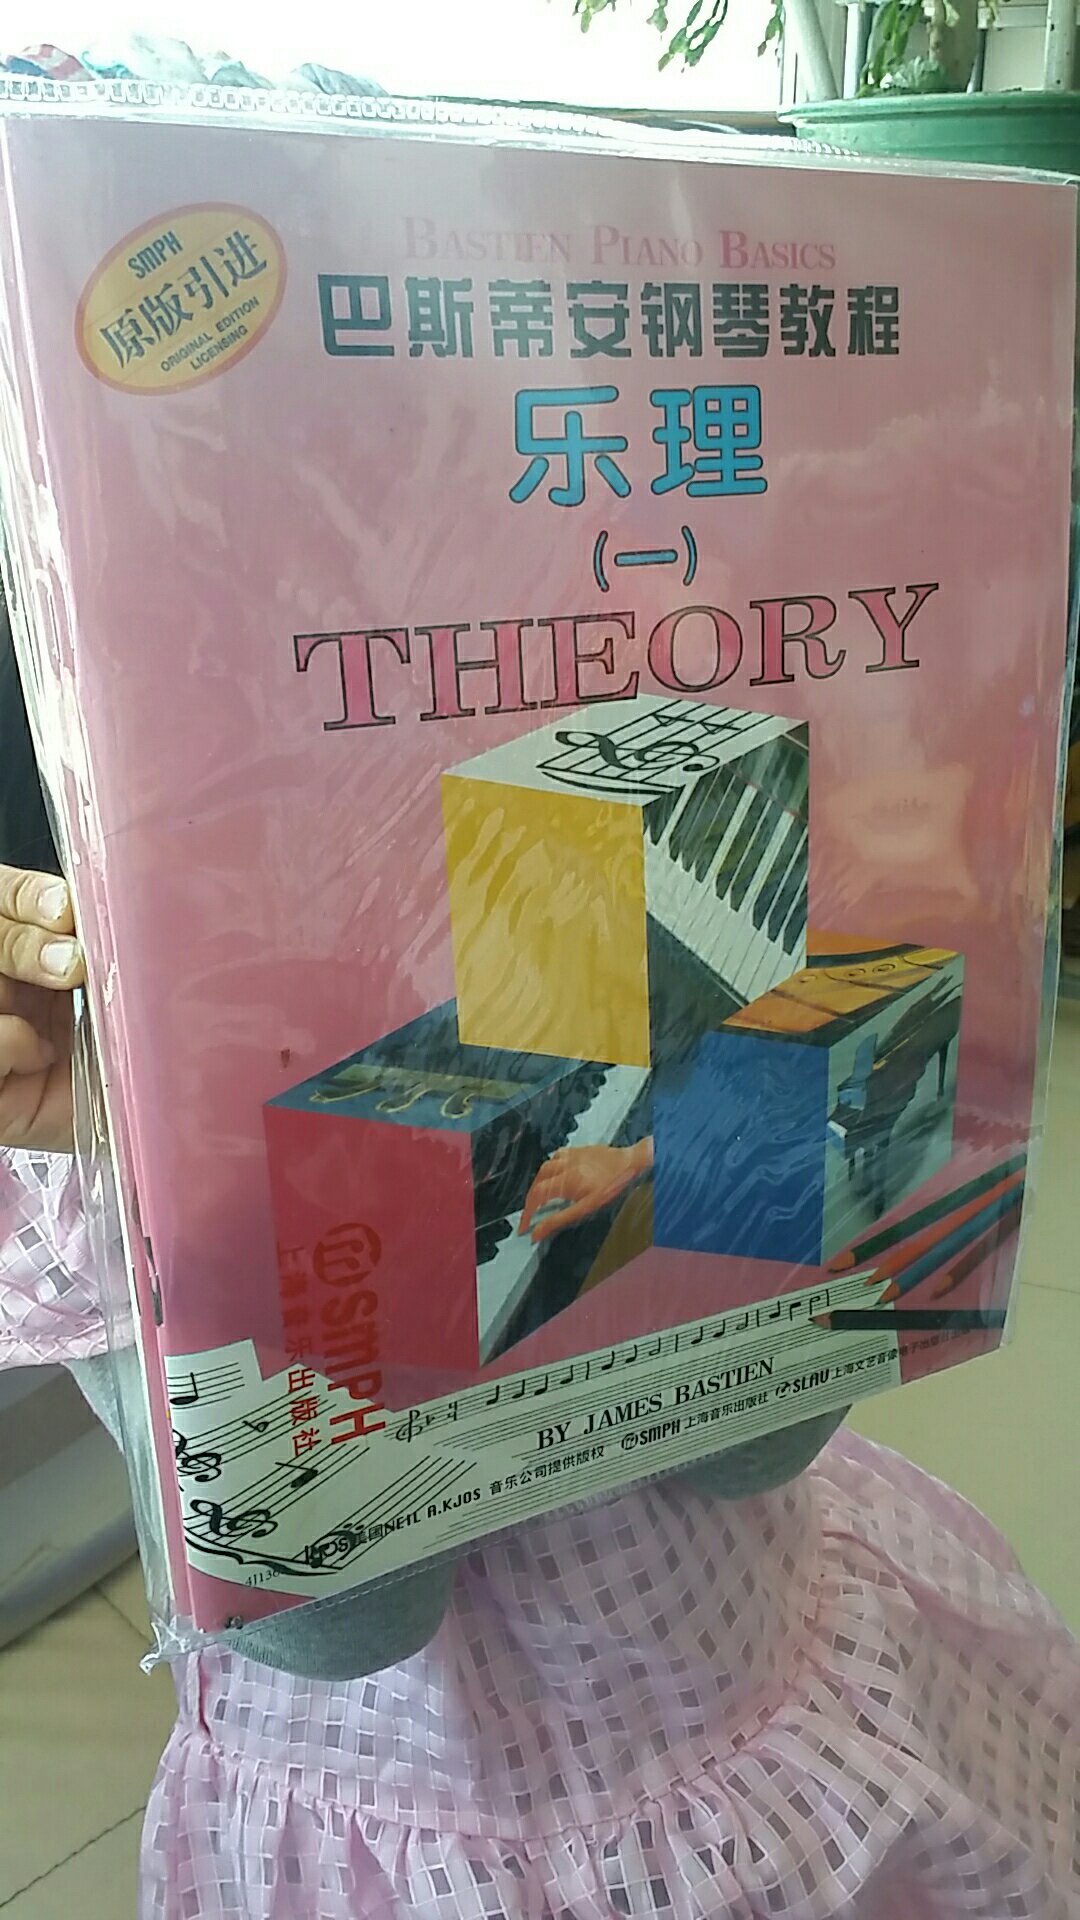 SMPH
原版引进
ORIGINAL EDITION
LICENSING
BASTIEN PIANO BASICS
巴斯蒂安钢琴教程
乐理
(一)
THEORY
SMPH
上海音乐出版社
BY JAMES BASTIEN
美国NEIL A.KJOS 音乐公司提供版权 SMPH 上海音乐出版社 SLAV 上海文艺音像电子出版社